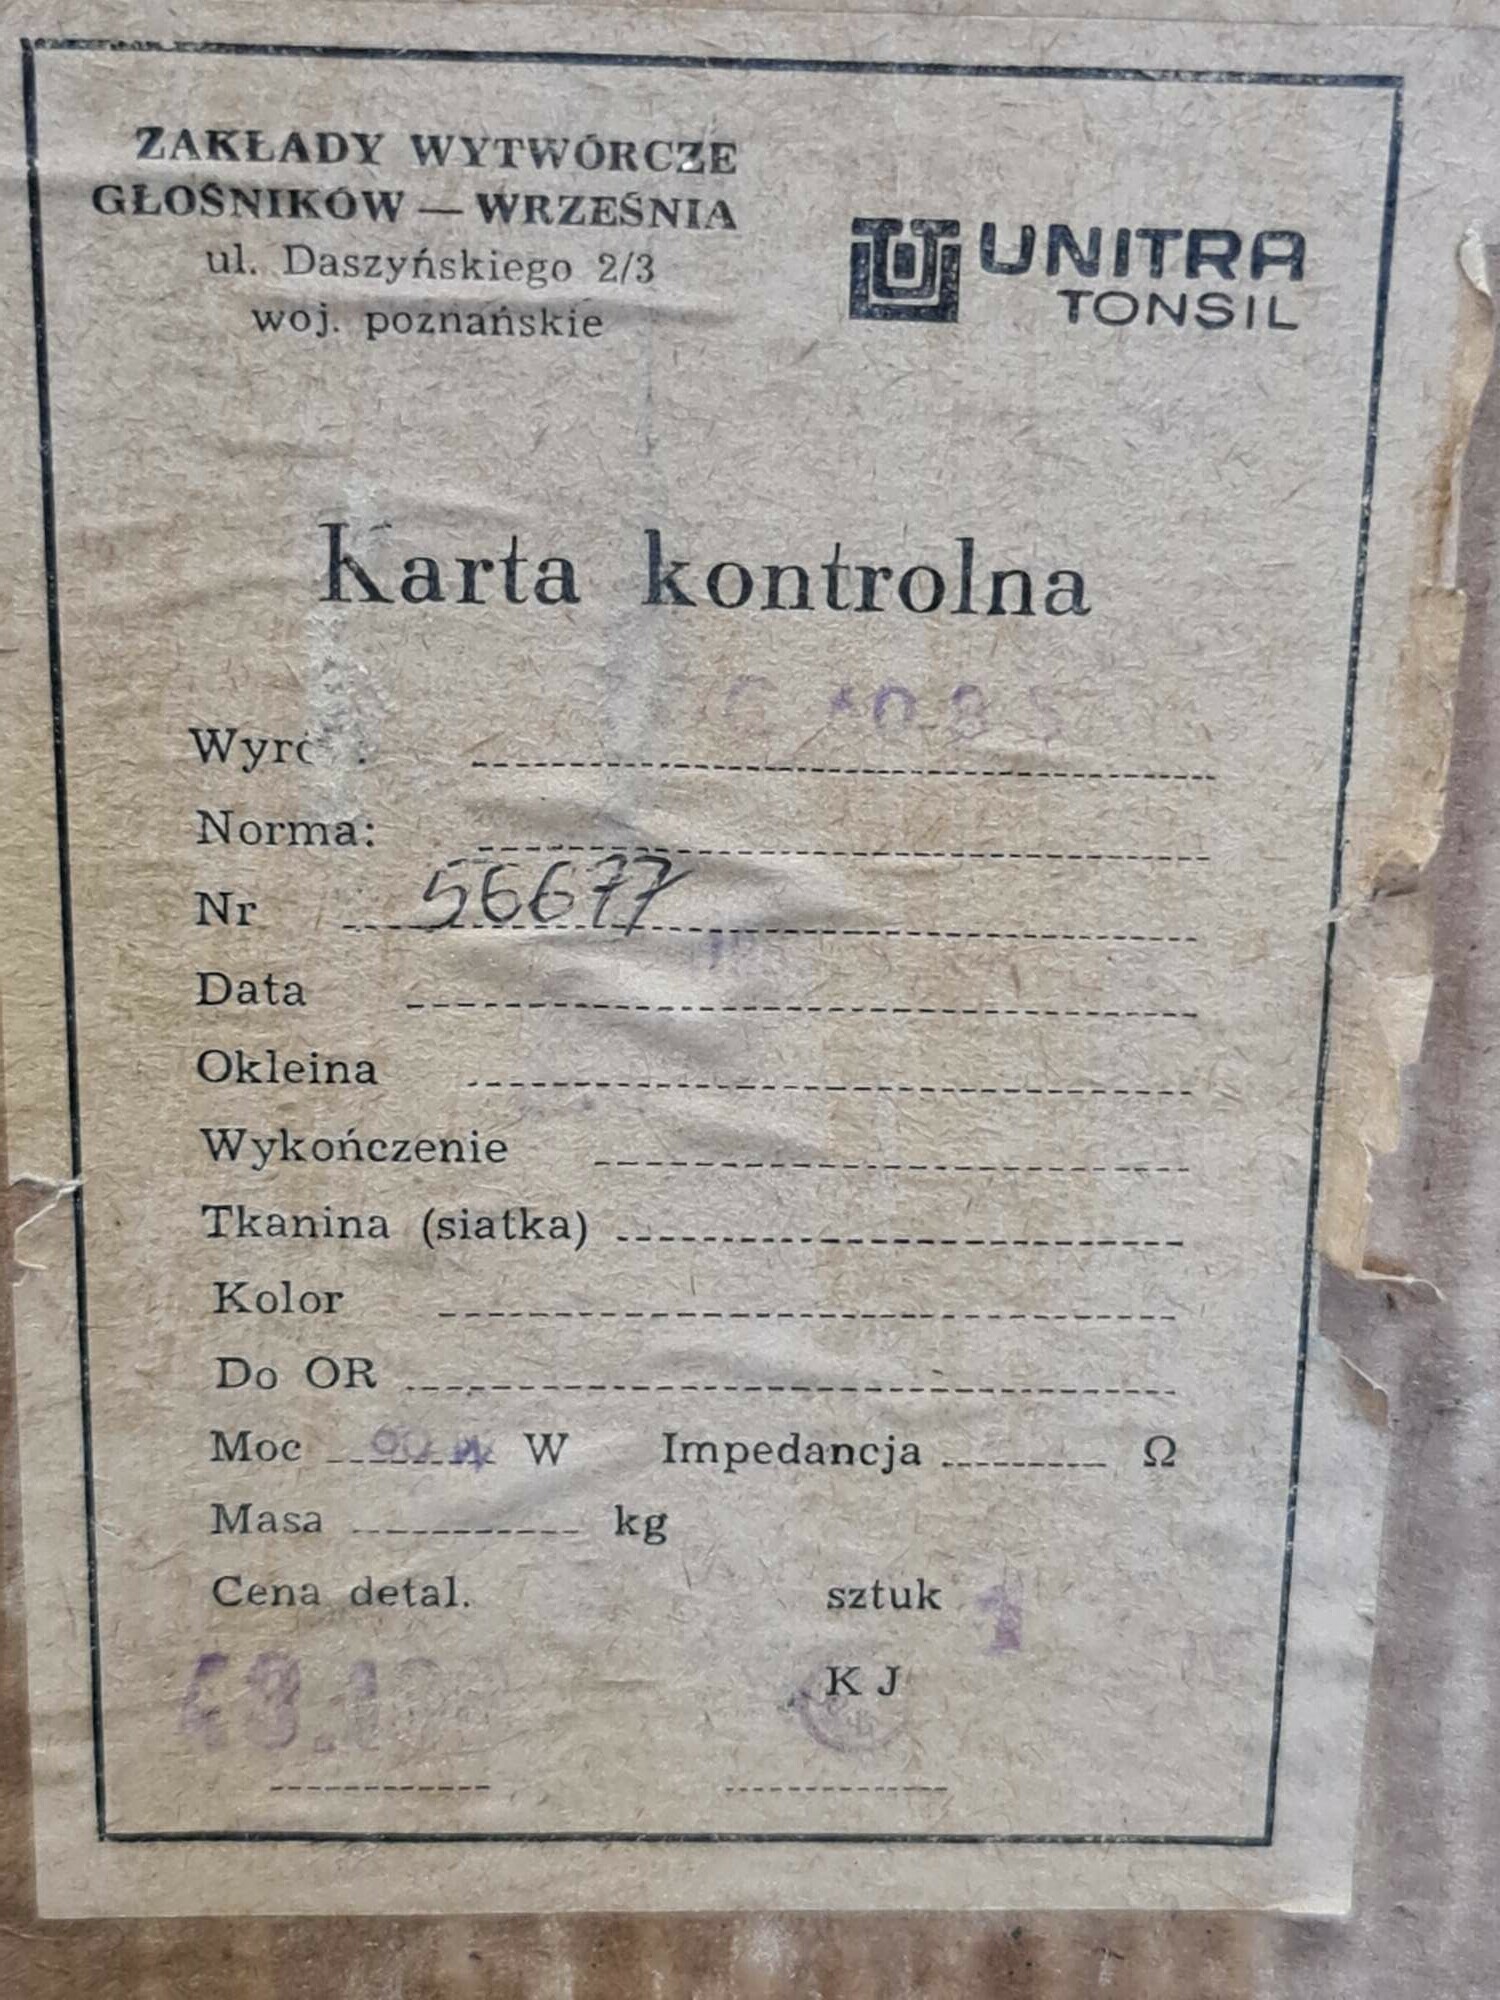 ZAKŁADY WYTWÓRCZE
GŁOŚNIKÓW — WRZEŚNIA
ul. Daszyńskiego 2/3
woj. poznańskie
UNITRA
TONSIL
Karta kontrolna
Norma:
Nr 56677
Data
Okleina
Wykończenie
Tkanina (siatka)
Kolor
Do OR
Moc W Impedancja Ω
Masa kg
Cena detal. sztuk 1
K J